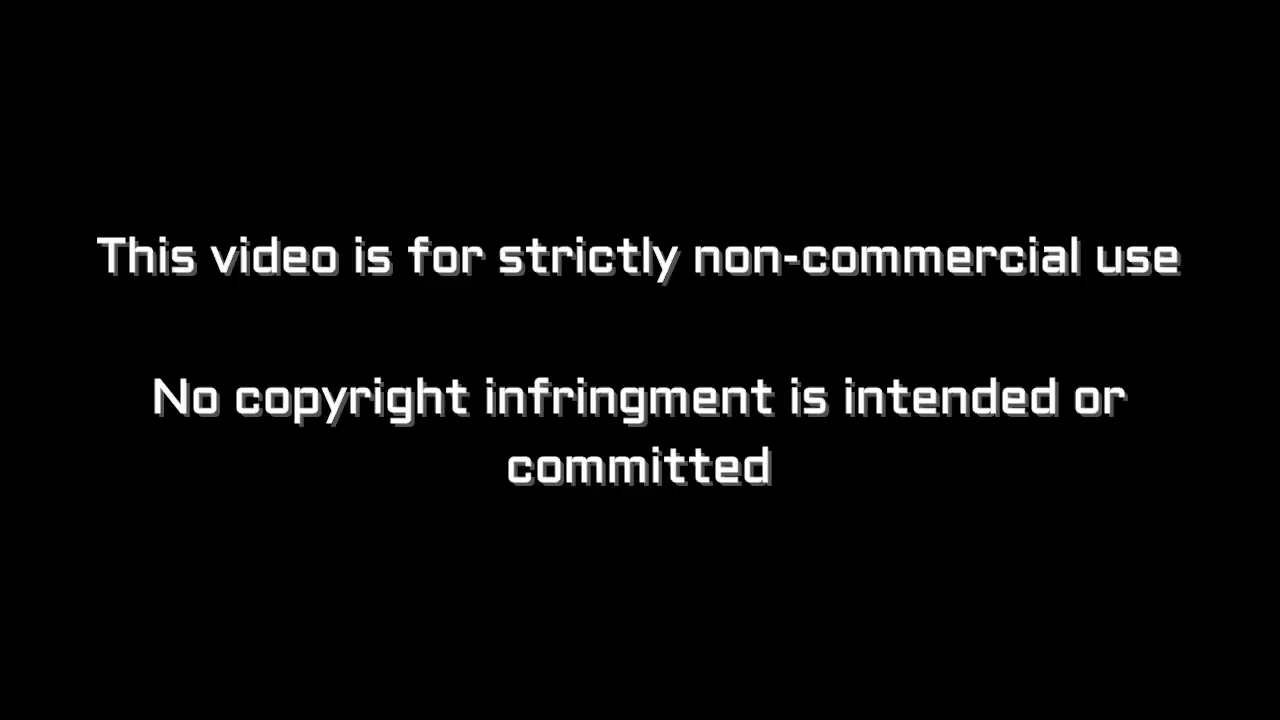 This video is for strictly non-commercial use
No copyright infringment is intended or
committed